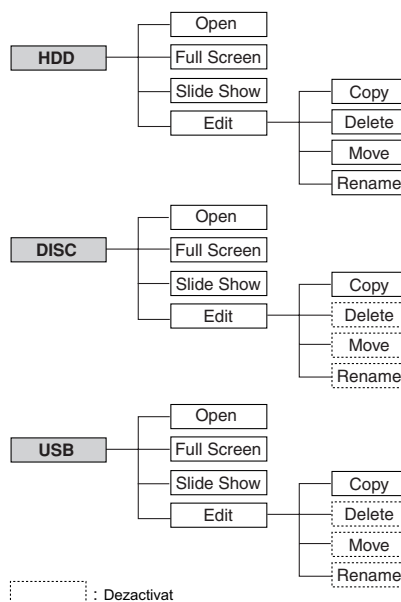 Open
HDD
Full Screen
Slide Show
Copy
Edit
Delete
Move
Rename
Open
DISC
Full Screen
Slide Show
Copy
Edit
Delete
Move
Rename
Open
USB
Full Screen
Slide Show
Copy
Edit
Delete
Move
Rename
: Dezactivat